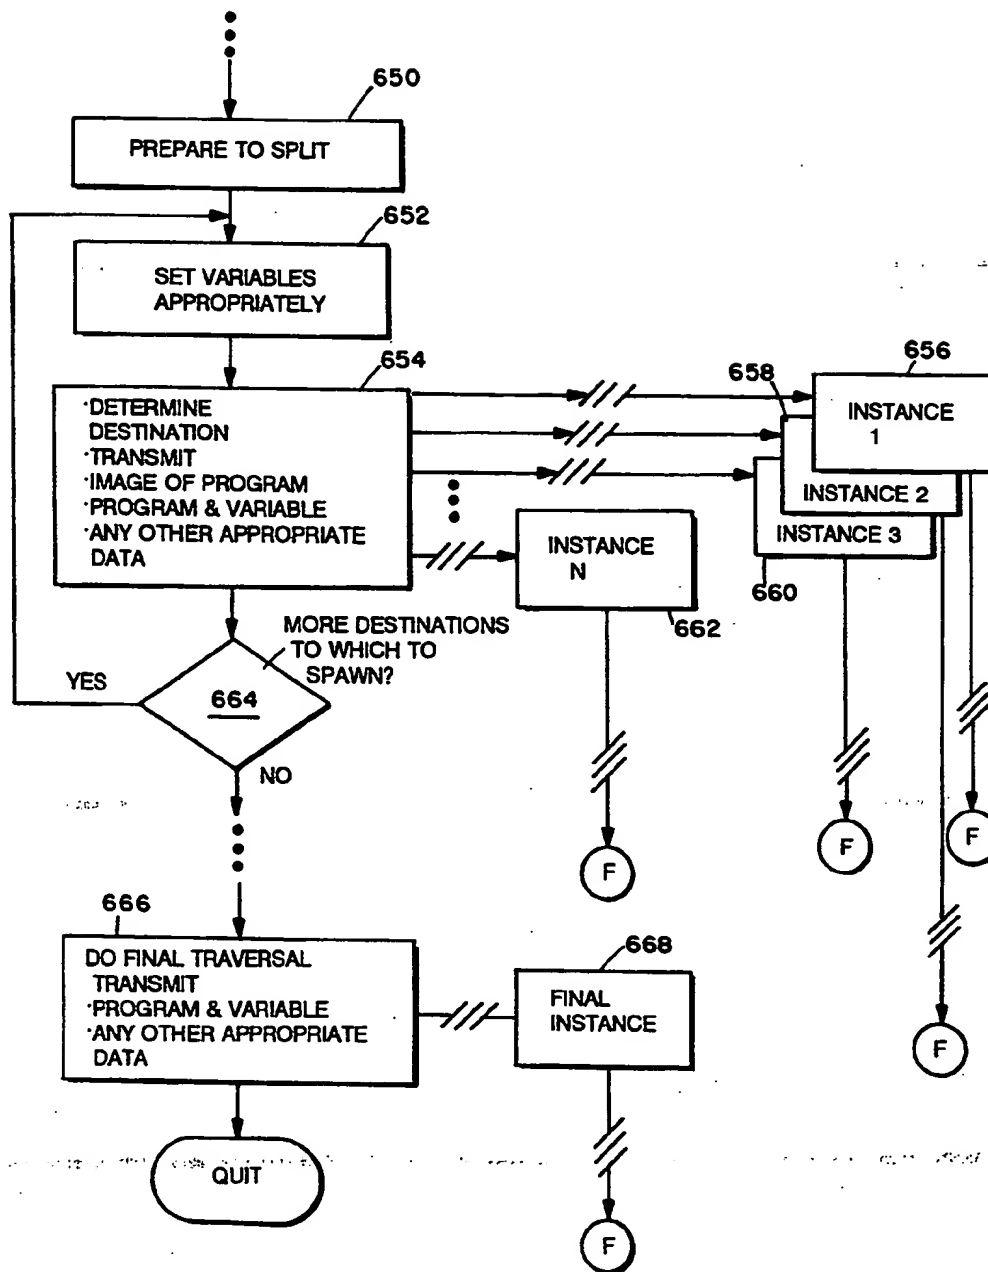 650
PREPARE TO SPLIT
652
SET VARIABLES
APPROPRIATELY
654
·DETERMINE
DESTINATION
·TRANSMIT
·IMAGE OF PROGRAM
·PROGRAM & VARIABLE
·ANY OTHER APPROPRIATE
DATA
656
INSTANCE
1
658
INSTANCE 2
INSTANCE 3
660
INSTANCE
N
662
MORE DESTINATIONS
TO WHICH TO
SPAWN?
YES
664
NO
F
F
F
F
666
DO FINAL TRAVERSAL
TRANSMIT
·PROGRAM & VARIABLE
·ANY OTHER APPROPRIATE
DATA
668
FINAL
INSTANCE
QUIT
F